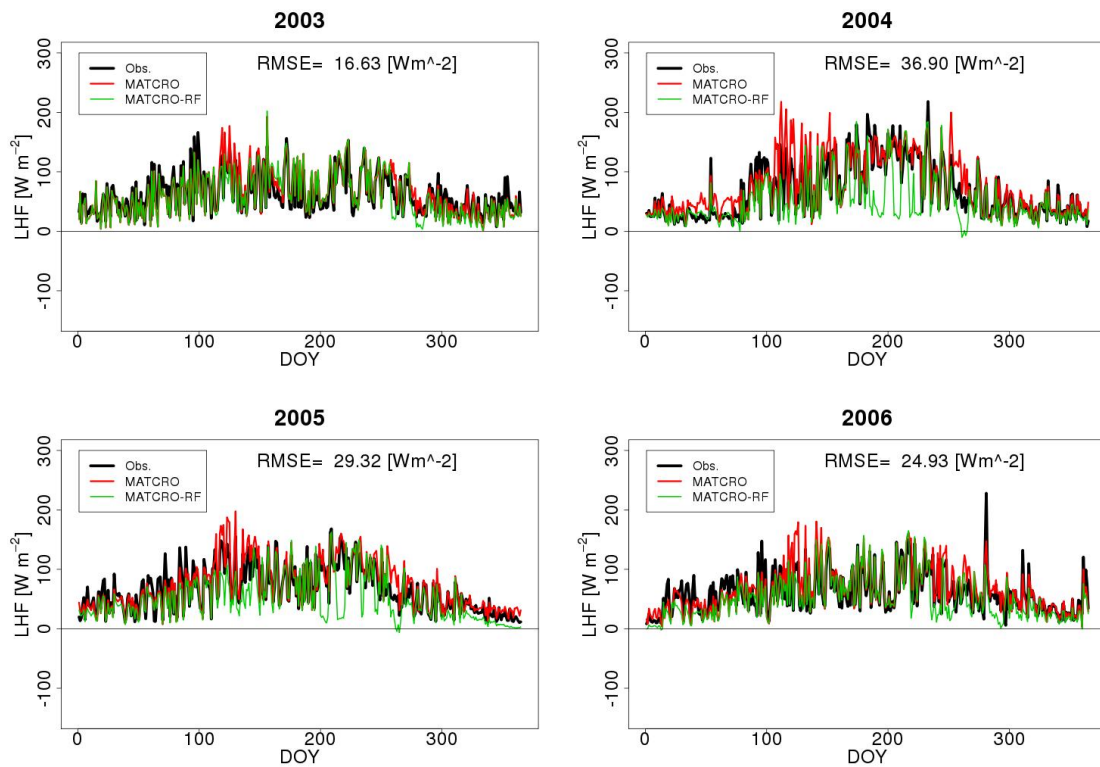 2003
300
200
100
0
-100
LHF [W m⁻²]
Obs.
MATCRO
MATCRO-RF
RMSE= 16.63 [Wm^-2]
0 100 200 300
DOY
2004
300
200
100
0
-100
LHF [W m⁻²]
Obs.
MATCRO
MATCRO-RF
RMSE= 36.90 [Wm^-2]
0 100 200 300
DOY
2005
300
200
100
0
-100
LHF [W m⁻²]
Obs.
MATCRO
MATCRO-RF
RMSE= 29.32 [Wm^-2]
0 100 200 300
DOY
2006
300
200
100
0
-100
LHF [W m⁻²]
Obs.
MATCRO
MATCRO-RF
RMSE= 24.93 [Wm^-2]
0 100 200 300
DOY